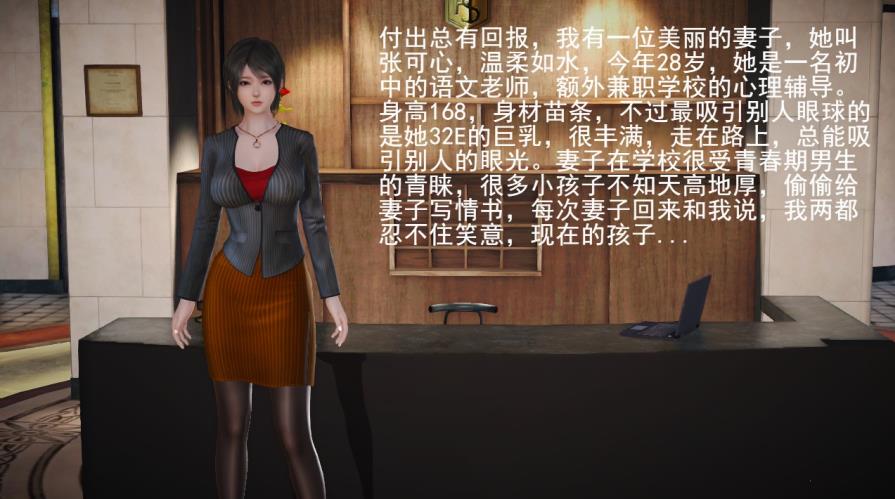 付出总有回报，我有一位美丽的妻子，她叫
张可心，温柔如水，今年28岁，她是一名初
中的语文老师，额外兼职学校的心理辅导。
身高168，身材苗条，不过最吸引别人眼球的
是她32E的巨乳，很丰满，走在路上，总能吸
引别人的眼光。妻子在学校很受青春期男生
的青睐，很多小孩子不知天高地厚，偷偷给
妻子写情书，每次妻子回来和我说，我两都
忍不住笑意，现在的孩子...